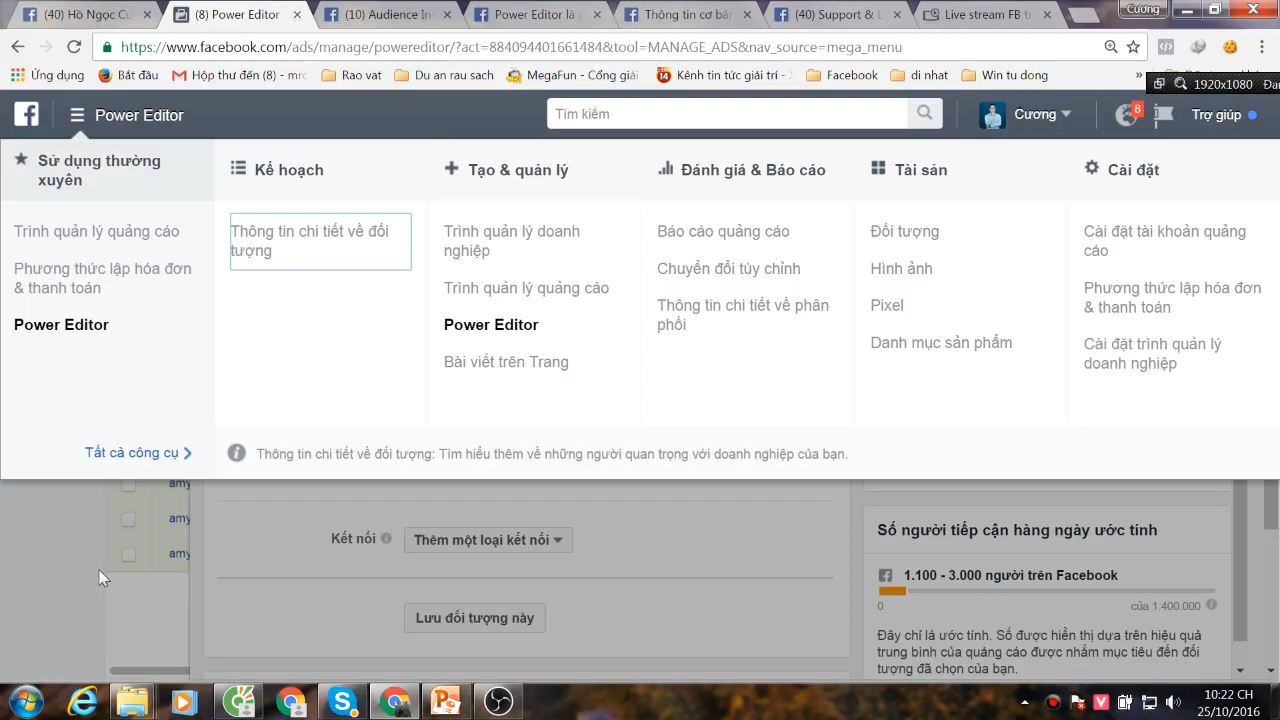 (40) Hồ Ngọc Cư
(8) Power Editor
(10) Audience In
Power Editor là g
Thông tin cơ bản
(40) Support &
Live stream FB tr
Cường
https://www.facebook.com/ads/manage/powereditor/?act=884094401661484&tool=MANAGE_ADS&nav_source=mega_menu
Ứng dụng
Bắt đầu
Hộp thư đến (8) - mro
Rao vat
Du an rausach
MegaFun - Cổng giải
Kênh tin tức giải trí -
Facebook
di nhat
Win tu dong
»
1920x1080
Đa
Power Editor
Tìm kiếm
Cương
8
Trợ giúp
Sử dụng thường
xuyên
Kế hoạch
Tạo & quản lý
Đánh giá & Báo cáo
Tài sản
Cài đặt
Trình quản lý quảng cáo
Phương thức lập hóa đơn
& thanh toán
Power Editor
Tất cả công cụ
Thông tin chi tiết về đối
tượng
Trình quản lý doanh
nghiệp
Trình quản lý quảng cáo
Power Editor
Bài viết trên Trang
Báo cáo quảng cáo
Chuyển đổi tùy chỉnh
Thông tin chi tiết về phân
phối
Đối tượng
Hình ảnh
Pixel
Danh mục sản phẩm
Cài đặt tài khoản quảng
cáo
Phương thức lập hóa đơn
& thanh toán
Cài đặt trình quản lý
doanh nghiệp
Thông tin chi tiết về đối tượng: Tìm hiểu thêm về những người quan trọng với doanh nghiệp của bạn.
amy
amy
amy
Kết nối
Thêm một loại kết nối
Lưu đối tượng này
Số người tiếp cận hàng ngày ước tính
1.100 - 3.000 người trên Facebook
0
của 1.400.000
Đây chỉ là ước tính. Số được hiển thị dựa trên hiệu quả
trung bình của quảng cáo được nhắm mục tiêu đến đối
tượng đã chọn của bạn.
10:22 CH
25/10/2016